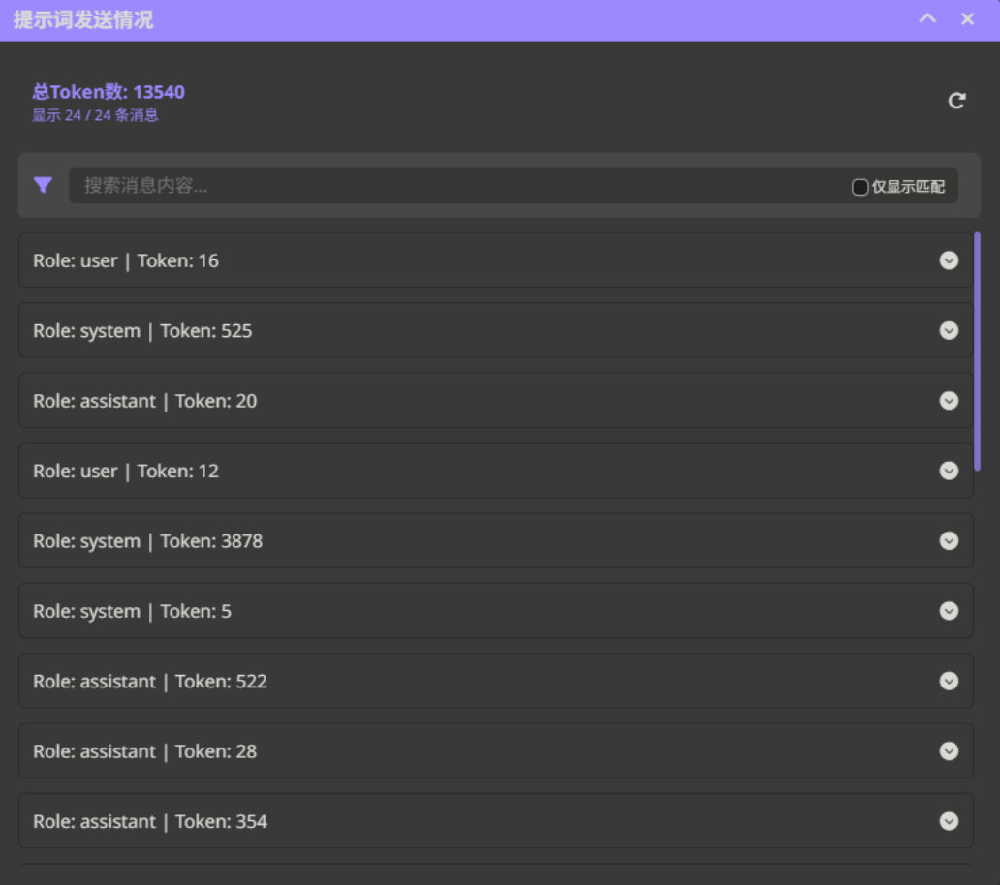 提示词发送情况
总Token数: 13540
显示 24 / 24 条消息
搜索消息内容...
仅显示匹配
Role: user | Token: 16
Role: system | Token: 525
Role: assistant | Token: 20
Role: user | Token: 12
Role: system | Token: 3878
Role: system | Token: 5
Role: assistant | Token: 522
Role: assistant | Token: 28
Role: assistant | Token: 354